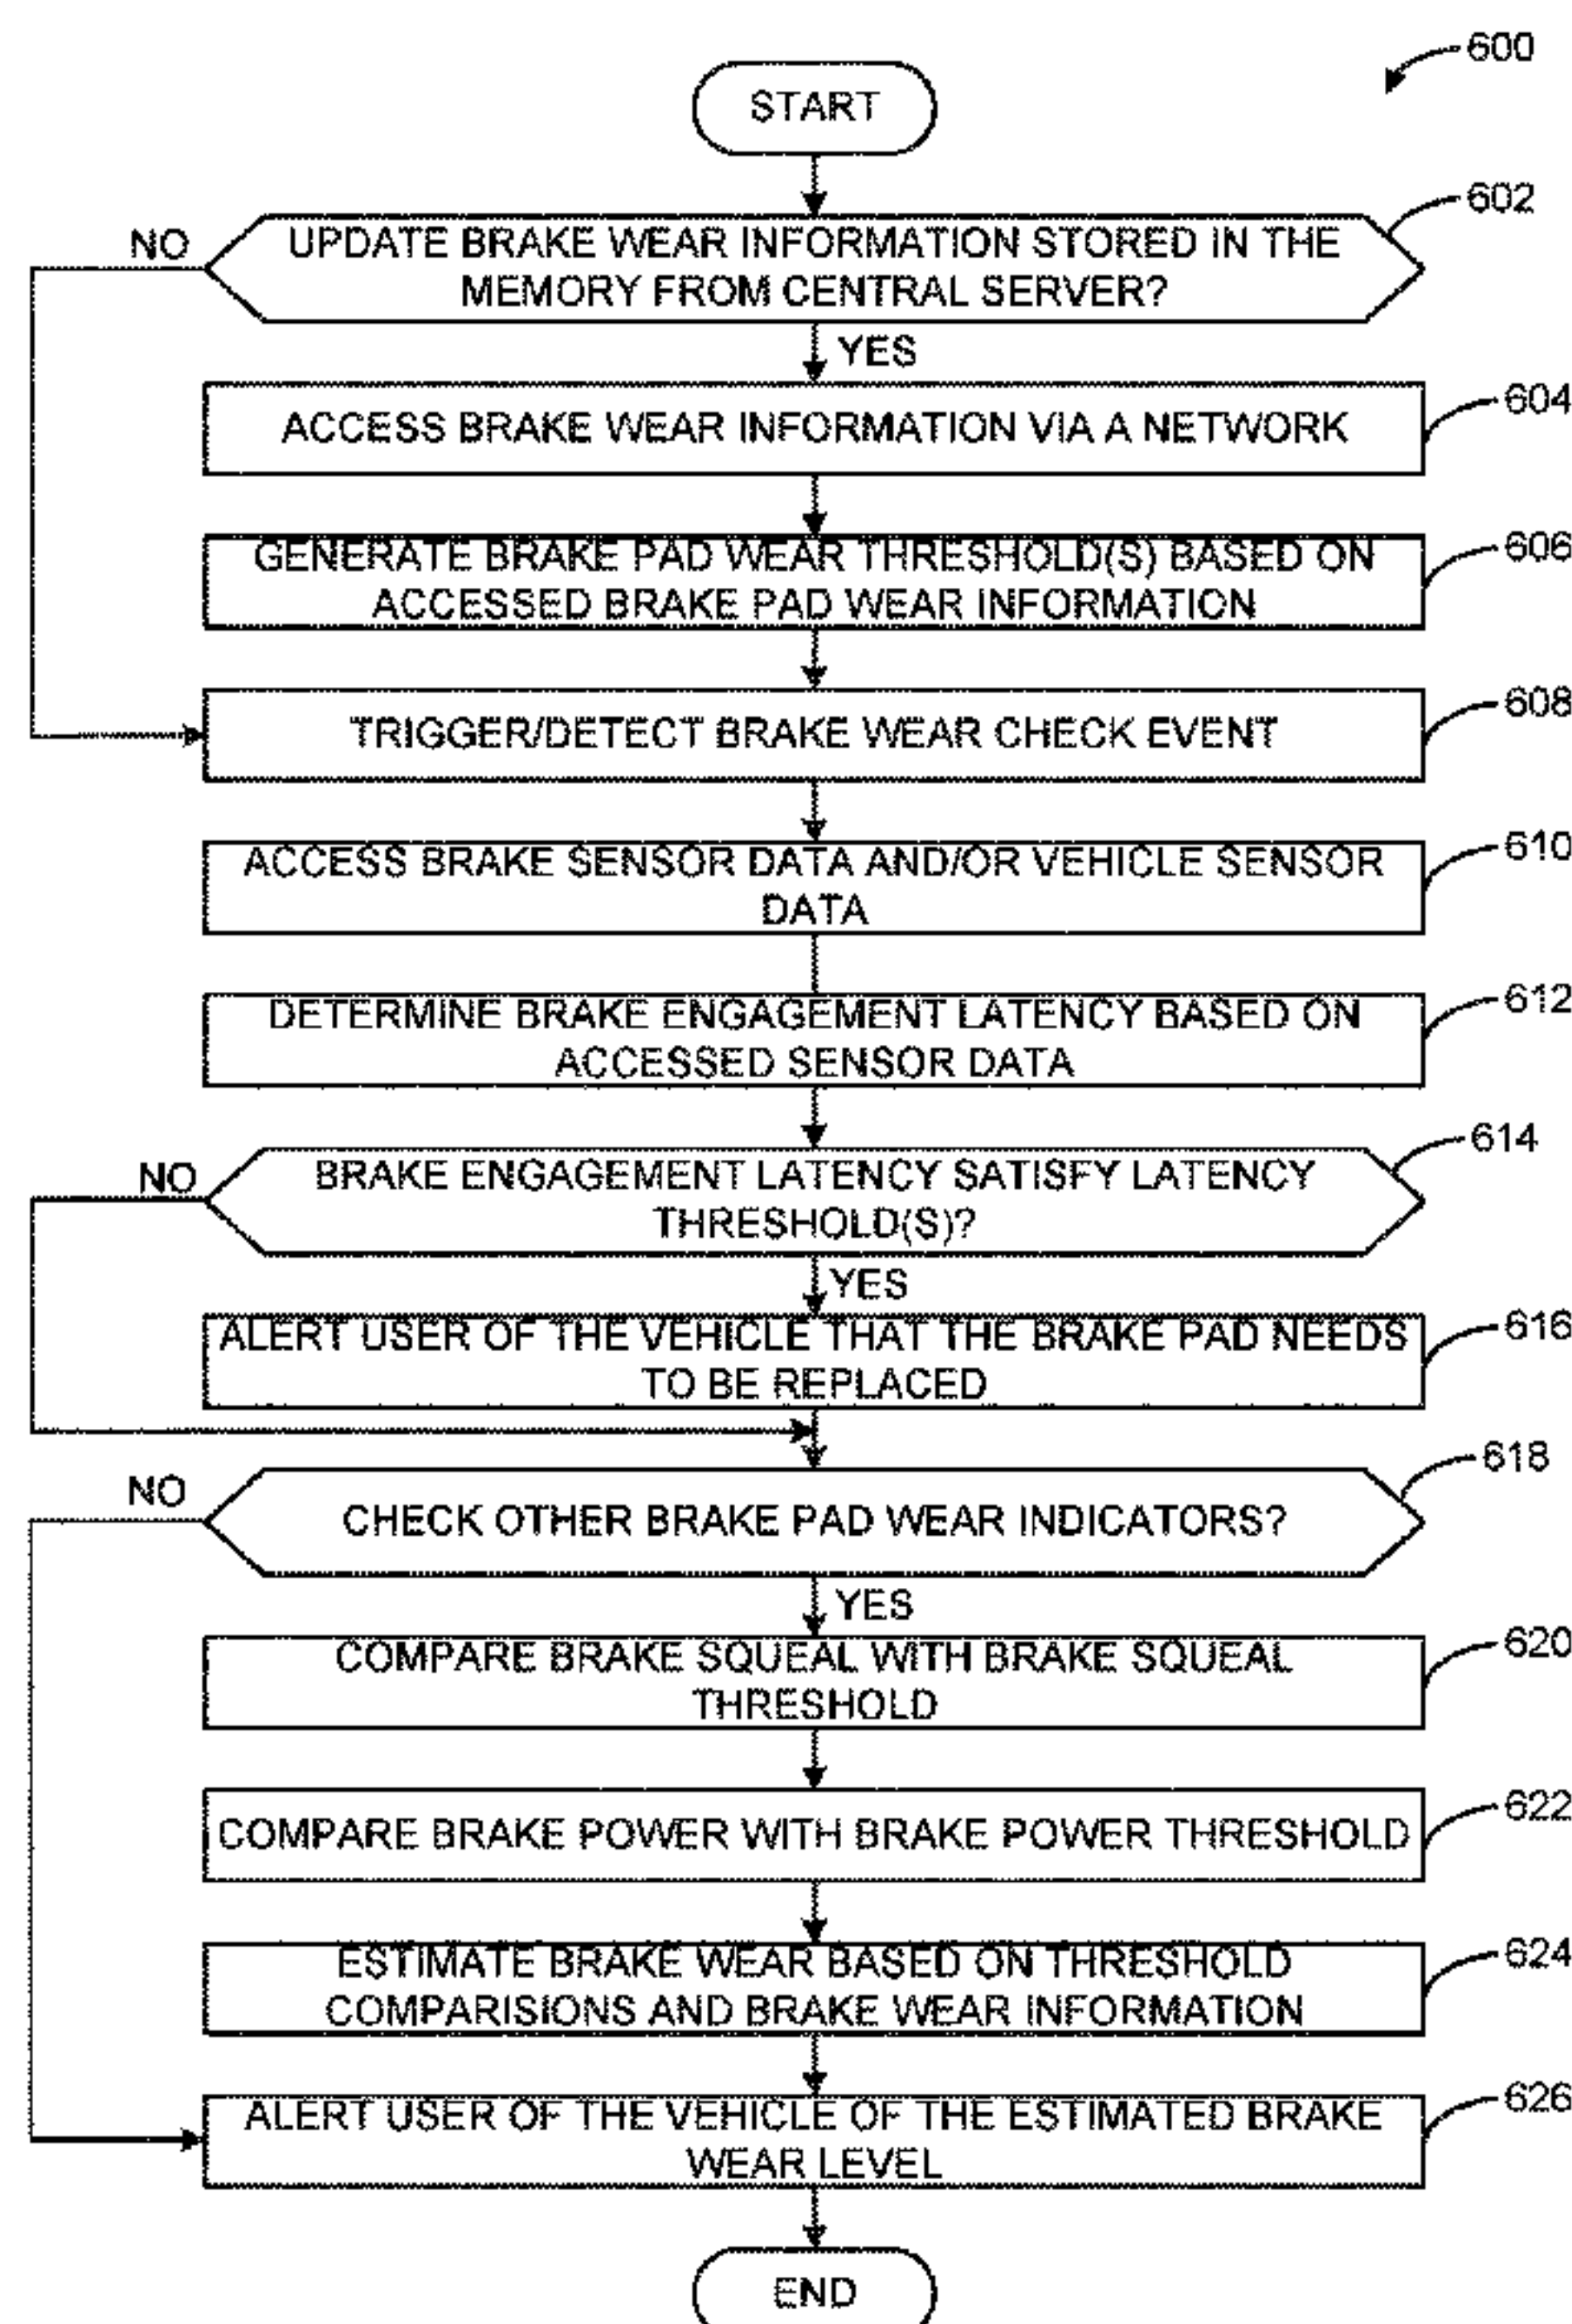 600
START
602
NO
UPDATE BRAKE WEAR INFORMATION STORED IN THE
MEMORY FROM CENTRAL SERVER?
YES
604
ACCESS BRAKE WEAR INFORMATION VIA A NETWORK
606
GENERATE BRAKE PAD WEAR THRESHOLD(S) BASED ON
ACCESSED BRAKE PAD WEAR INFORMATION
608
TRIGGER/DETECT BRAKE WEAR CHECK EVENT
610
ACCESS BRAKE SENSOR DATA AND/OR VEHICLE SENSOR
DATA
612
DETERMINE BRAKE ENGAGEMENT LATENCY BASED ON
ACCESSED SENSOR DATA
614
NO
BRAKE ENGAGEMENT LATENCY SATISFY LATENCY
THRESHOLD(S)?
YES
616
ALERT USER OF THE VEHICLE THAT THE BRAKE PAD NEEDS
TO BE REPLACED
618
NO
CHECK OTHER BRAKE PAD WEAR INDICATORS?
YES
620
COMPARE BRAKE SQUEAL WITH BRAKE SQUEAL
THRESHOLD
622
COMPARE BRAKE POWER WITH BRAKE POWER THRESHOLD
624
ESTIMATE BRAKE WEAR BASED ON THRESHOLD
COMPARISIONS AND BRAKE WEAR INFORMATION
626
ALERT USER OF THE VEHICLE OF THE ESTIMATED BRAKE
WEAR LEVEL
END